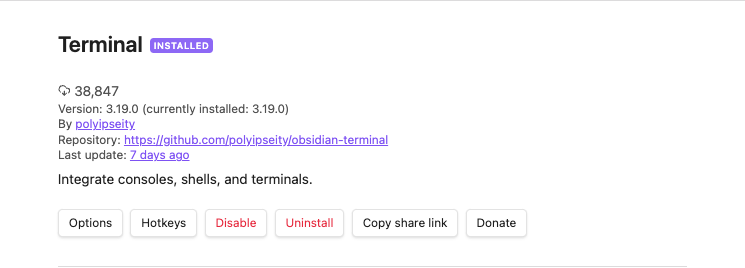 Terminal INSTALLED
38,847
Version: 3.19.0 (currently installed: 3.19.0)
By polyipseity
Repository: https://github.com/polyipseity/obsidian-terminal
Last update: 7 days ago
Integrate consoles, shells, and terminals.
Options Hotkeys Disable Uninstall Copy share link Donate